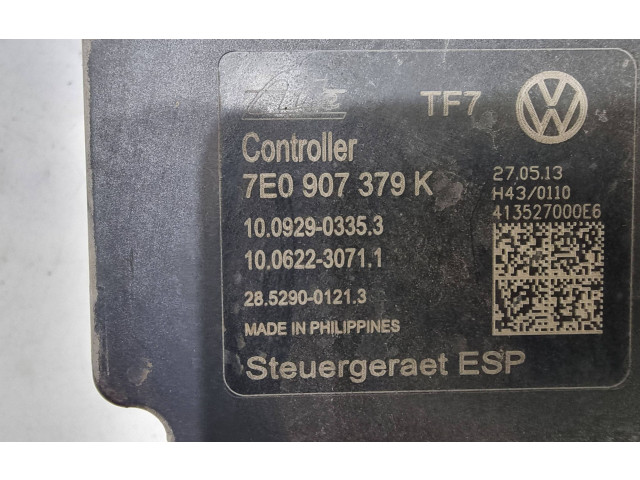 Ate TF7
Controller
7E0 907 379 K
27.05.13
H43/0110
413527000E6
10.0929-0335.3
10.0622-3071.1
28.5290-0121.3
MADE IN PHILIPPINES
Steuergeraet ESP